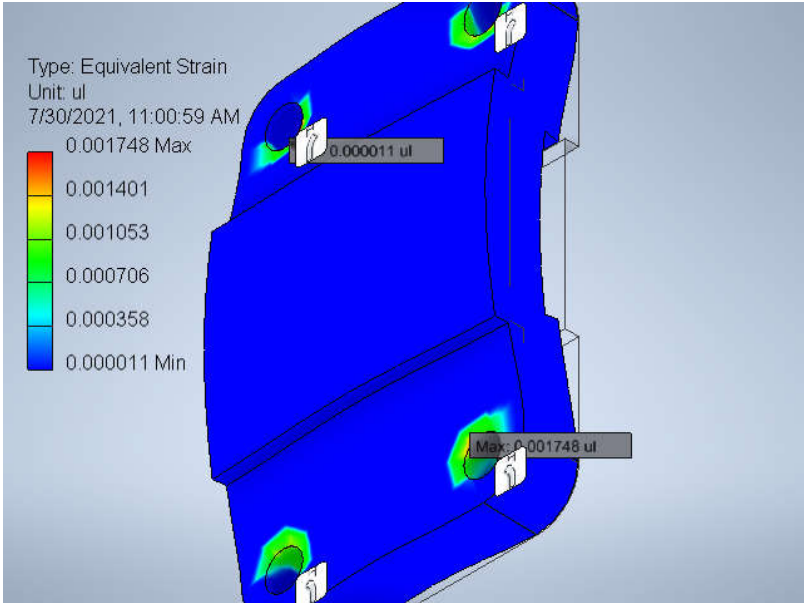 Type: Equivalent Strain
Unit: ul
7/30/2021, 11:00:59 AM
0.001748 Max
0.001401
0.001053
0.000706
0.000358
0.000011 Min
0.000011 ul
Max: 0.001748 ul